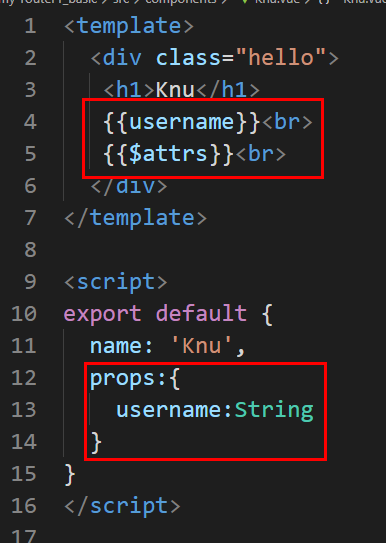 my-router1_basic > src > components > Knu.vue > {} "Knu.vue"
1 <template>
2 <div class="hello">
3 <h1>Knu</h1>
4 {{username}}<br>
5 {{$attrs}}<br>
6 </div>
7 </template>
8
9 <script>
10 export default {
11 name: 'Knu',
12 props:{
13 username:String
14 }
15 }
16 </script>
17